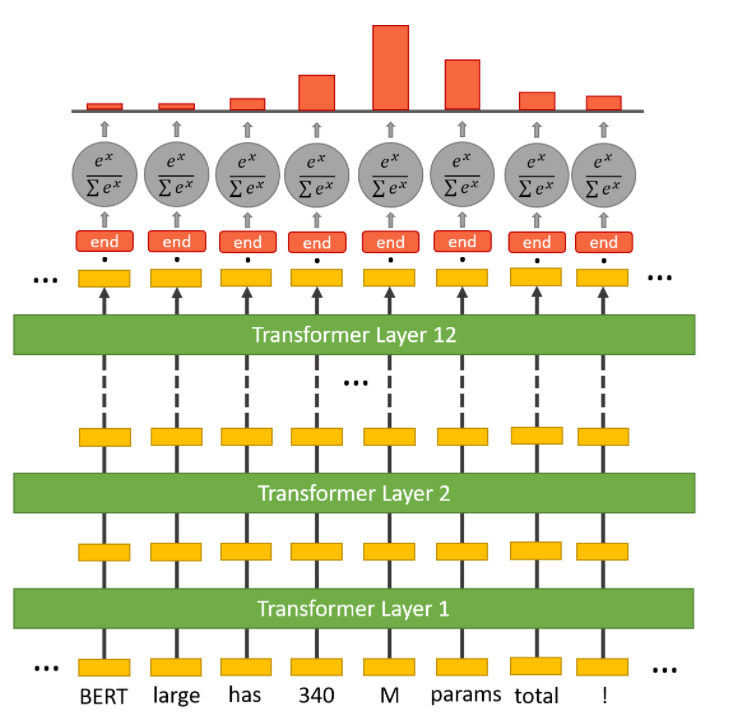 e^x e^x e^x e^x e^x e^x e^x e^x
∑ e^x ∑ e^x ∑ e^x ∑ e^x ∑ e^x ∑ e^x ∑ e^x ∑ e^x
end end end end end end end end
... ...
Transformer Layer 12
...
Transformer Layer 2
Transformer Layer 1
... ...
BERT large has 340 M params total !